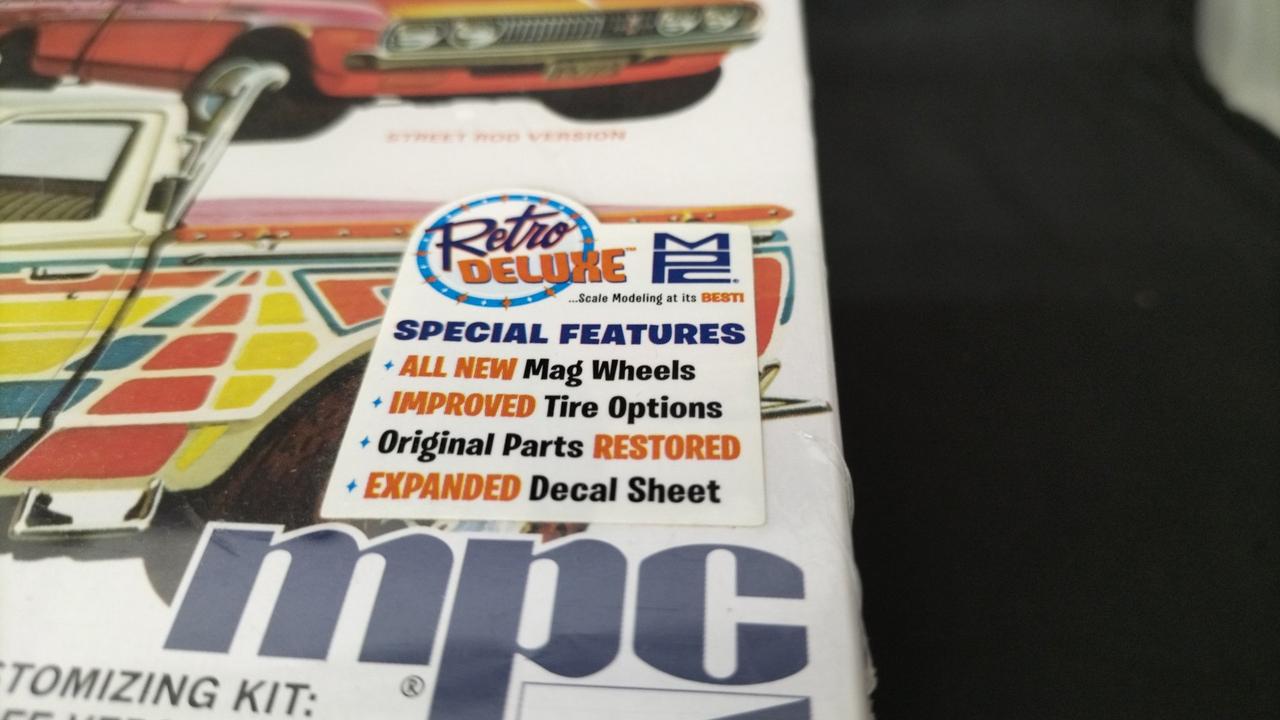 STREET ROD VERSION
Retro
DELUXE™
MPC®
...Scale Modeling at its BEST!
SPECIAL FEATURES
ALL NEW Mag Wheels
IMPROVED Tire Options
Original Parts RESTORED
EXPANDED Decal Sheet
mpc
®
STOMIZING KIT: